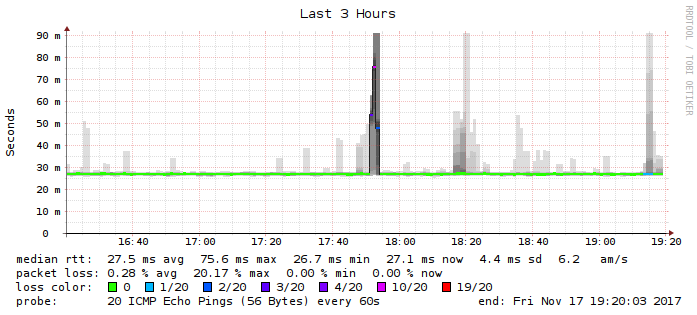 Last 3 Hours
RRDTOOL / TOBI OETIKER
Seconds
90 m
80 m
70 m
60 m
50 m
40 m
30 m
20 m
10 m
0
16:40 17:00 17:20 17:40 18:00 18:20 18:40 19:00 19:20
median rtt: 27.5 ms avg 75.6 ms max 26.7 ms min 27.1 ms now 4.4 ms sd 6.2 am/s
packet loss: 0.28 % avg 20.17 % max 0.00 % min 0.00 % now
loss color: 0 1/20 2/20 3/20 4/20 10/20 19/20
probe: 20 ICMP Echo Pings (56 Bytes) every 60s end: Fri Nov 17 19:20:03 2017